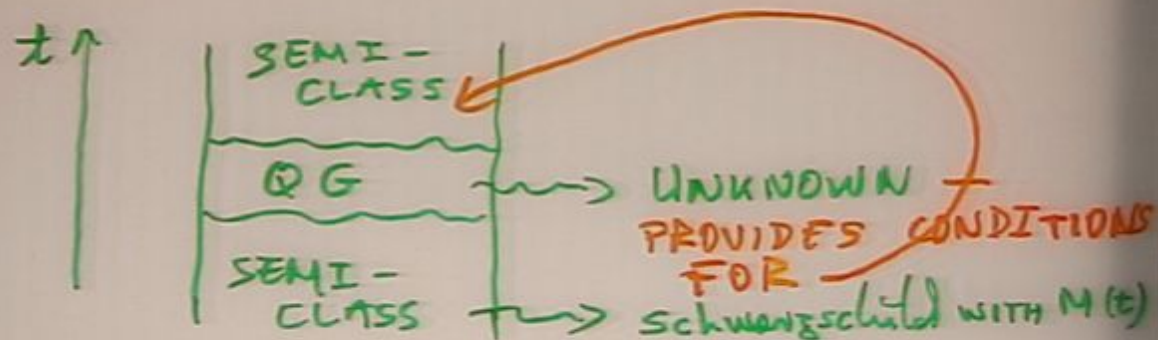 t
SEMI-
CLASS
QG
UNKNOWN
PROVIDES CONDITIONS
FOR
SEMI-
CLASS
Schwarzschild WITH M(t)